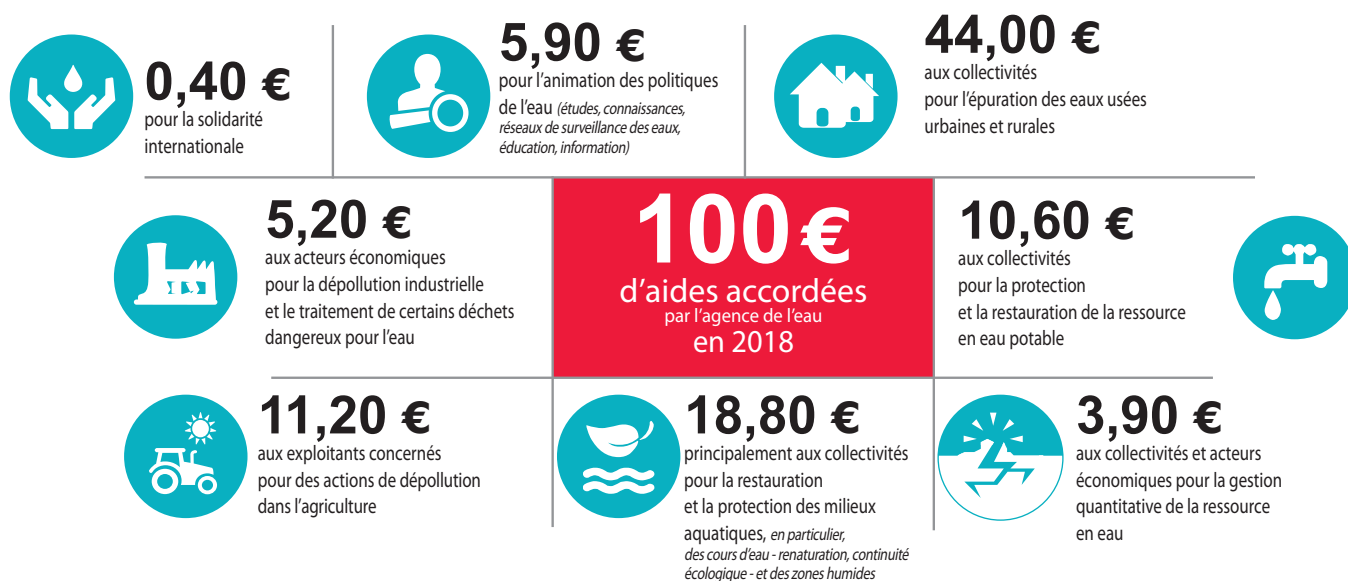 0,40 €
pour la solidarité
internationale
5,90 €
pour l'animation des politiques
de l'eau (études, connaissances,
réseaux de surveillance des eaux,
éducation, information)
44,00 €
aux collectivités
pour l'épuration des eaux usées
urbaines et rurales
5,20 €
aux acteurs économiques
pour la dépollution industrielle
et le traitement de certains déchets
dangereux pour l'eau
100 €
d'aides accordées
par l'agence de l'eau
en 2018
10,60 €
aux collectivités
pour la protection
et la restauration de la ressource
en eau potable
11,20 €
aux exploitants concernés
pour des actions de dépollution
dans l'agriculture
18,80 €
principalement aux collectivités
pour la restauration
et la protection des milieux
aquatiques, en particulier,
des cours d'eau - renaturation, continuité
écologique - et des zones humides
3,90 €
aux collectivités et acteurs
économiques pour la gestion
quantitative de la ressource
en eau